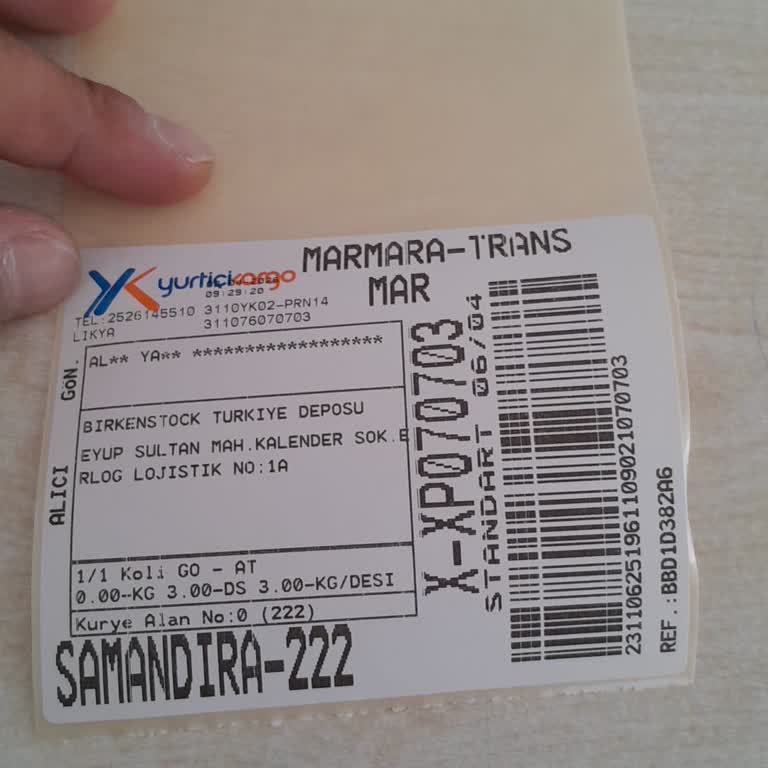 MARMARA-TRANS
MAR
yurtiçikargo
09:29:20
TEL:2526145510 3110YK02-PRN14
LIKYA 311076070703
GÖN.
AL** YA** ******************
ALICI
BIRKENSTOCK TURKIYE DEPOSU
EYUP SULTAN MAH.KALENDER SOK.E
RLOG LOJISTIK NO:1A
1/1 Koli GO - AT
0.00-KG 3.00-DS 3.00-KG/DESI
Kurye Alan No:0 (222)
SAMANDIRA-222
X-XP070703
STANDART 06/04
231106251961109021070703
REF.:BBD1D382A6